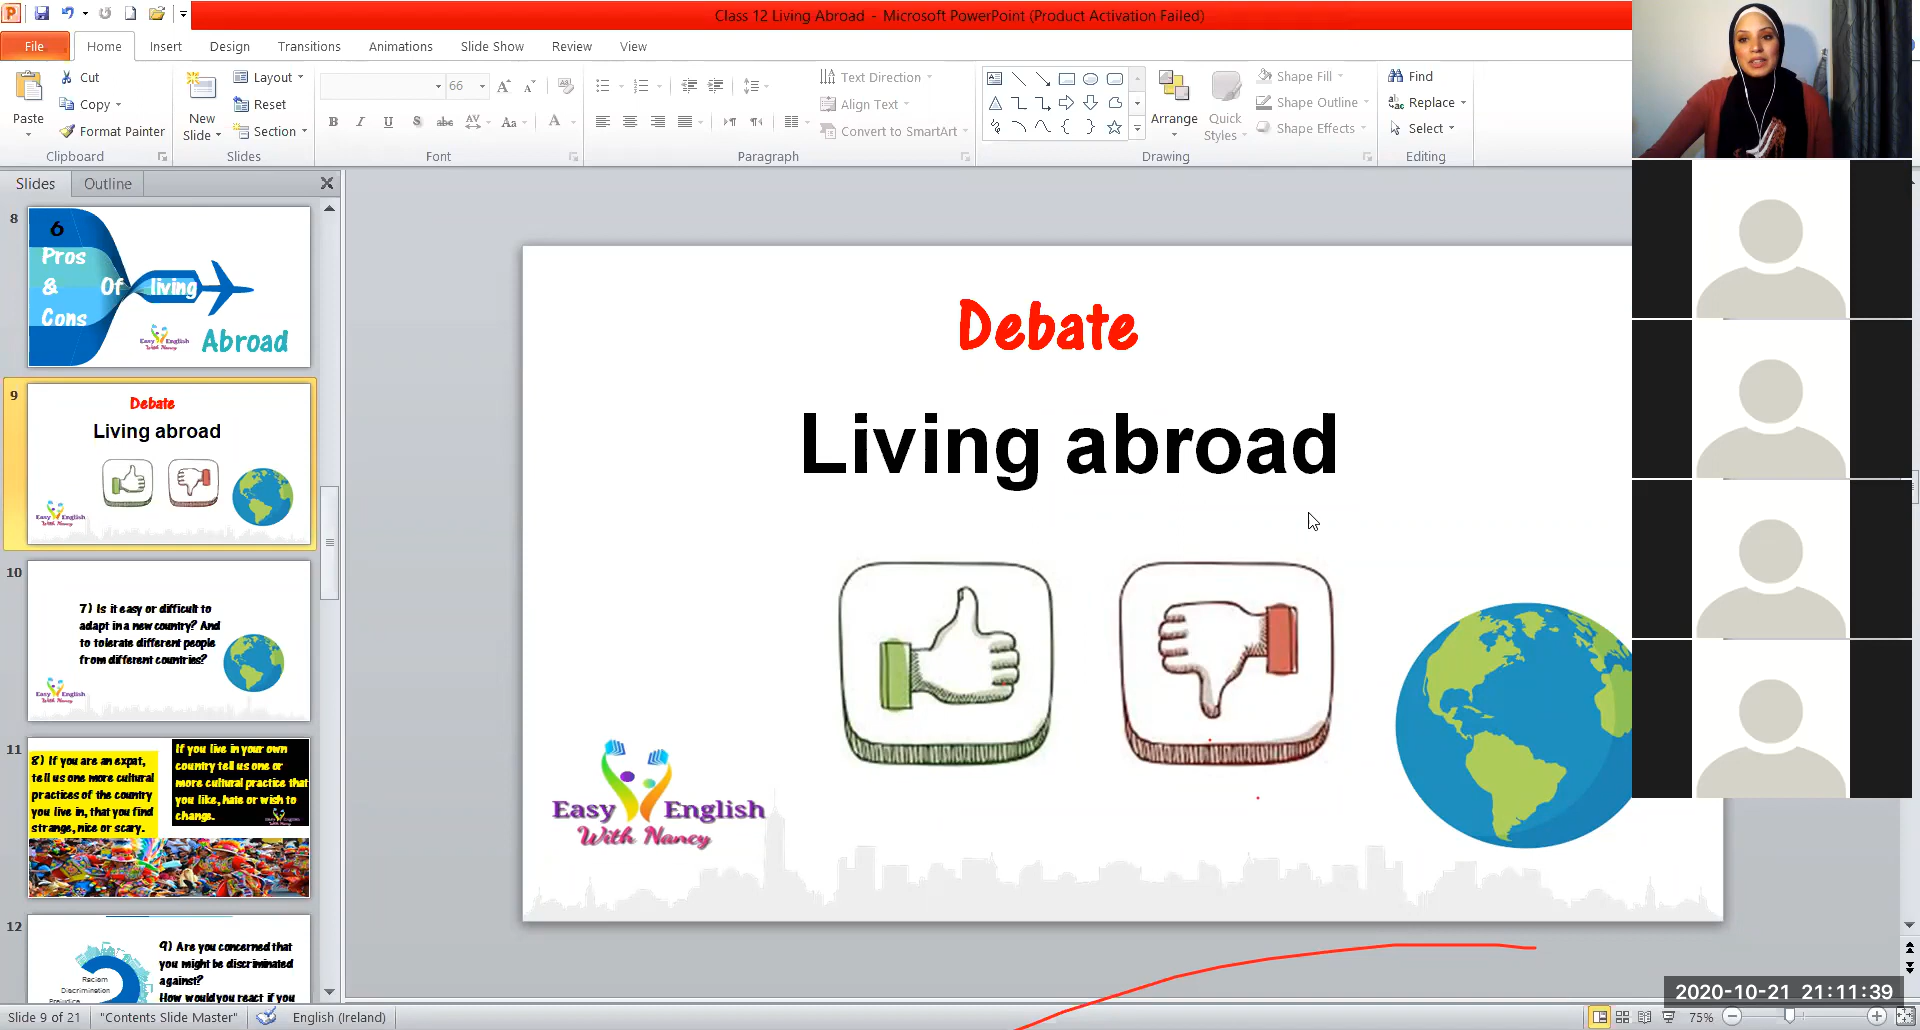 Class 12 Living Abroad - Microsoft PowerPoint (Product Activation Failed)
File Home Insert Design Transitions Animations Slide Show Review View
Paste
Cut
Copy
Format Painter
Clipboard
New
Slide
Layout
Reset
Section
Slides
66
B I U S abc AV Aa A
Font
Text Direction
Align Text
Convert to SmartArt
Paragraph
Arrange
Quick
Styles
Shape Fill
Shape Outline
Shape Effects
Drawing
Find
Replace
Select
Editing
Slides Outline
8
6
Pros
& Of living
Cons
Easy English
With Nancy
Abroad
9
Debate
Living abroad
Easy English
With Nancy
10
7) Is it easy or difficult to
adapt in a new country? And
to tolerate different people
from different countries?
Easy English
With Nancy
11
8) If you are an expat,
tell us one more cultural
practices of the country
you live in, that you find
strange, nice or scary.
If you live in your own
country tell us one or
more cultural practice that
you like, hate or wish to
change.
12
9) Are you concerned that
you might be discriminated
against?
How would you react if you
Racism
Discrimination
Prejudice
Debate
Living abroad
Easy English
With Nancy
2020-10-21 21:11:39
Slide 9 of 21 "Contents Slide Master" English (Ireland) 75%